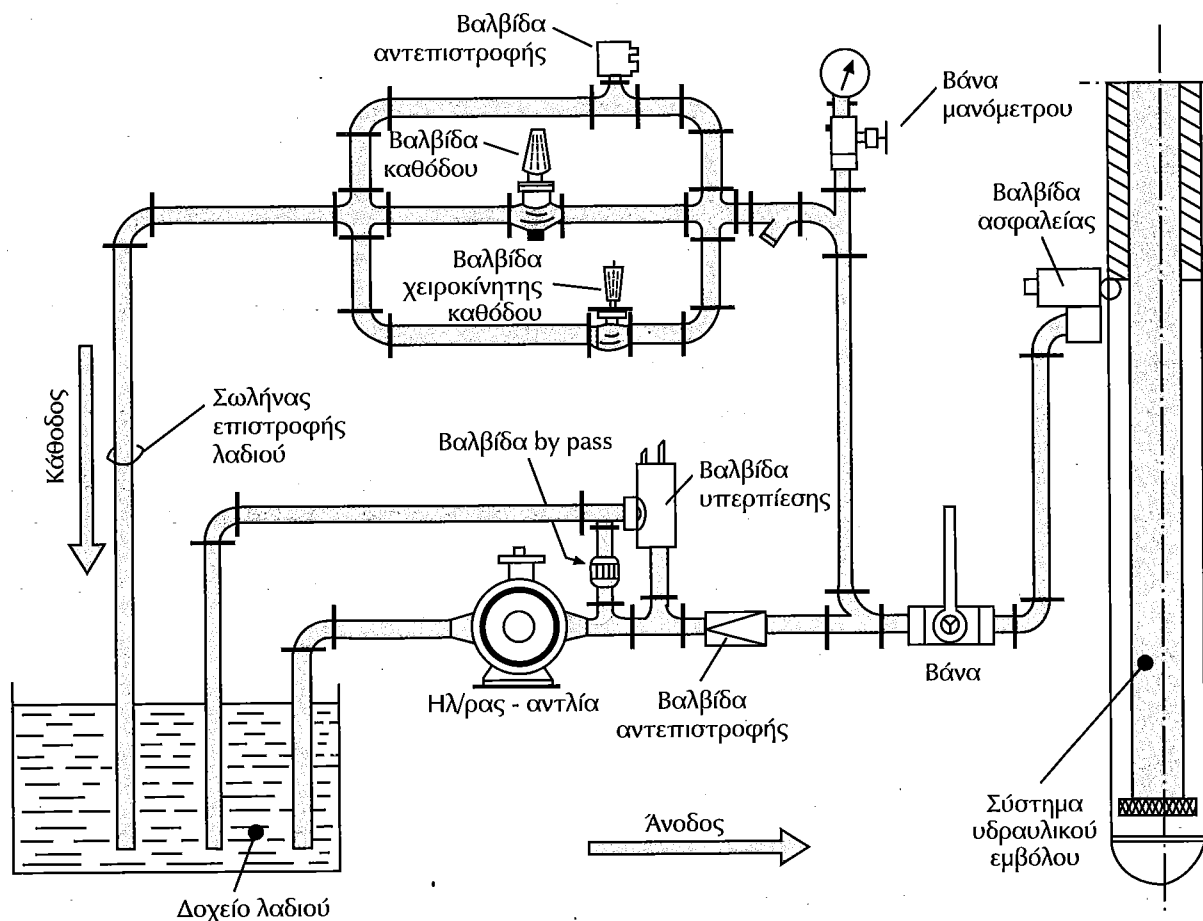 Βαλβίδα
αντεπιστροφής
Βάνα
μανόμετρου
Βαλβίδα
καθόδου
Βαλβίδα
ασφαλείας
Βαλβίδα
χειροκίνητης
καθόδου
Κάθοδος
Σωλήνας
επιστροφής
λαδιού
Βαλβίδα by pass
Βαλβίδα
υπερπίεσης
Ηλ/ρας - αντλία
Βαλβίδα
αντεπιστροφής
Βάνα
Άνοδος
Σύστημα
υδραυλικού
εμβόλου
Δοχείο λαδιού